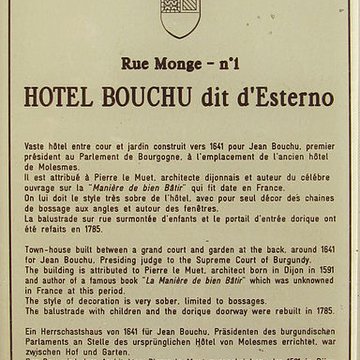 Rue Monge - n°1
HOTEL BOUCHU dit d'Esterno
Vaste hôtel entre cour et jardin construit vers 1641 pour Jean Bouchu, premier
président au Parlement de Bourgogne, à l'emplacement de l'ancien hôtel
de Molesmes.
Il est attribué à Pierre le Muet, architecte dijonnais et auteur du célèbre
ouvrage sur la "Manière de bien Bâtir" qui fit date en France.
On lui doit le style très sobre de l'hôtel, avec pour seul décor des chaines
de bossage aux angles et autour des fenêtres.
La balustrade sur rue surmontée d'enfants et le portail d'entrée dorique ont
été refaits en 1785.
Town-house built between a grand court and garden at the back, around 1641
for Jean Bouchu, Presiding judge to the Supreme Court of Burgundy.
The building is attributed to Pierre le Muet, architect born in Dijon in 1591
and author of a famous book "La Manière de bien Bâtir" which was unknowned
in France at this period.
The style of decoration is very sober, limited to bossages.
The balustrade with children and the dorique doorway were rebuilt in 1785.
Ein Herrschastshaus von 1641 für Jean Bouchu, Präsidenten des burgundischen
Parlaments an Stelle des ursprünglichen Hôtel von Molesmes errichtet, war
zwischen Hof und Garten.